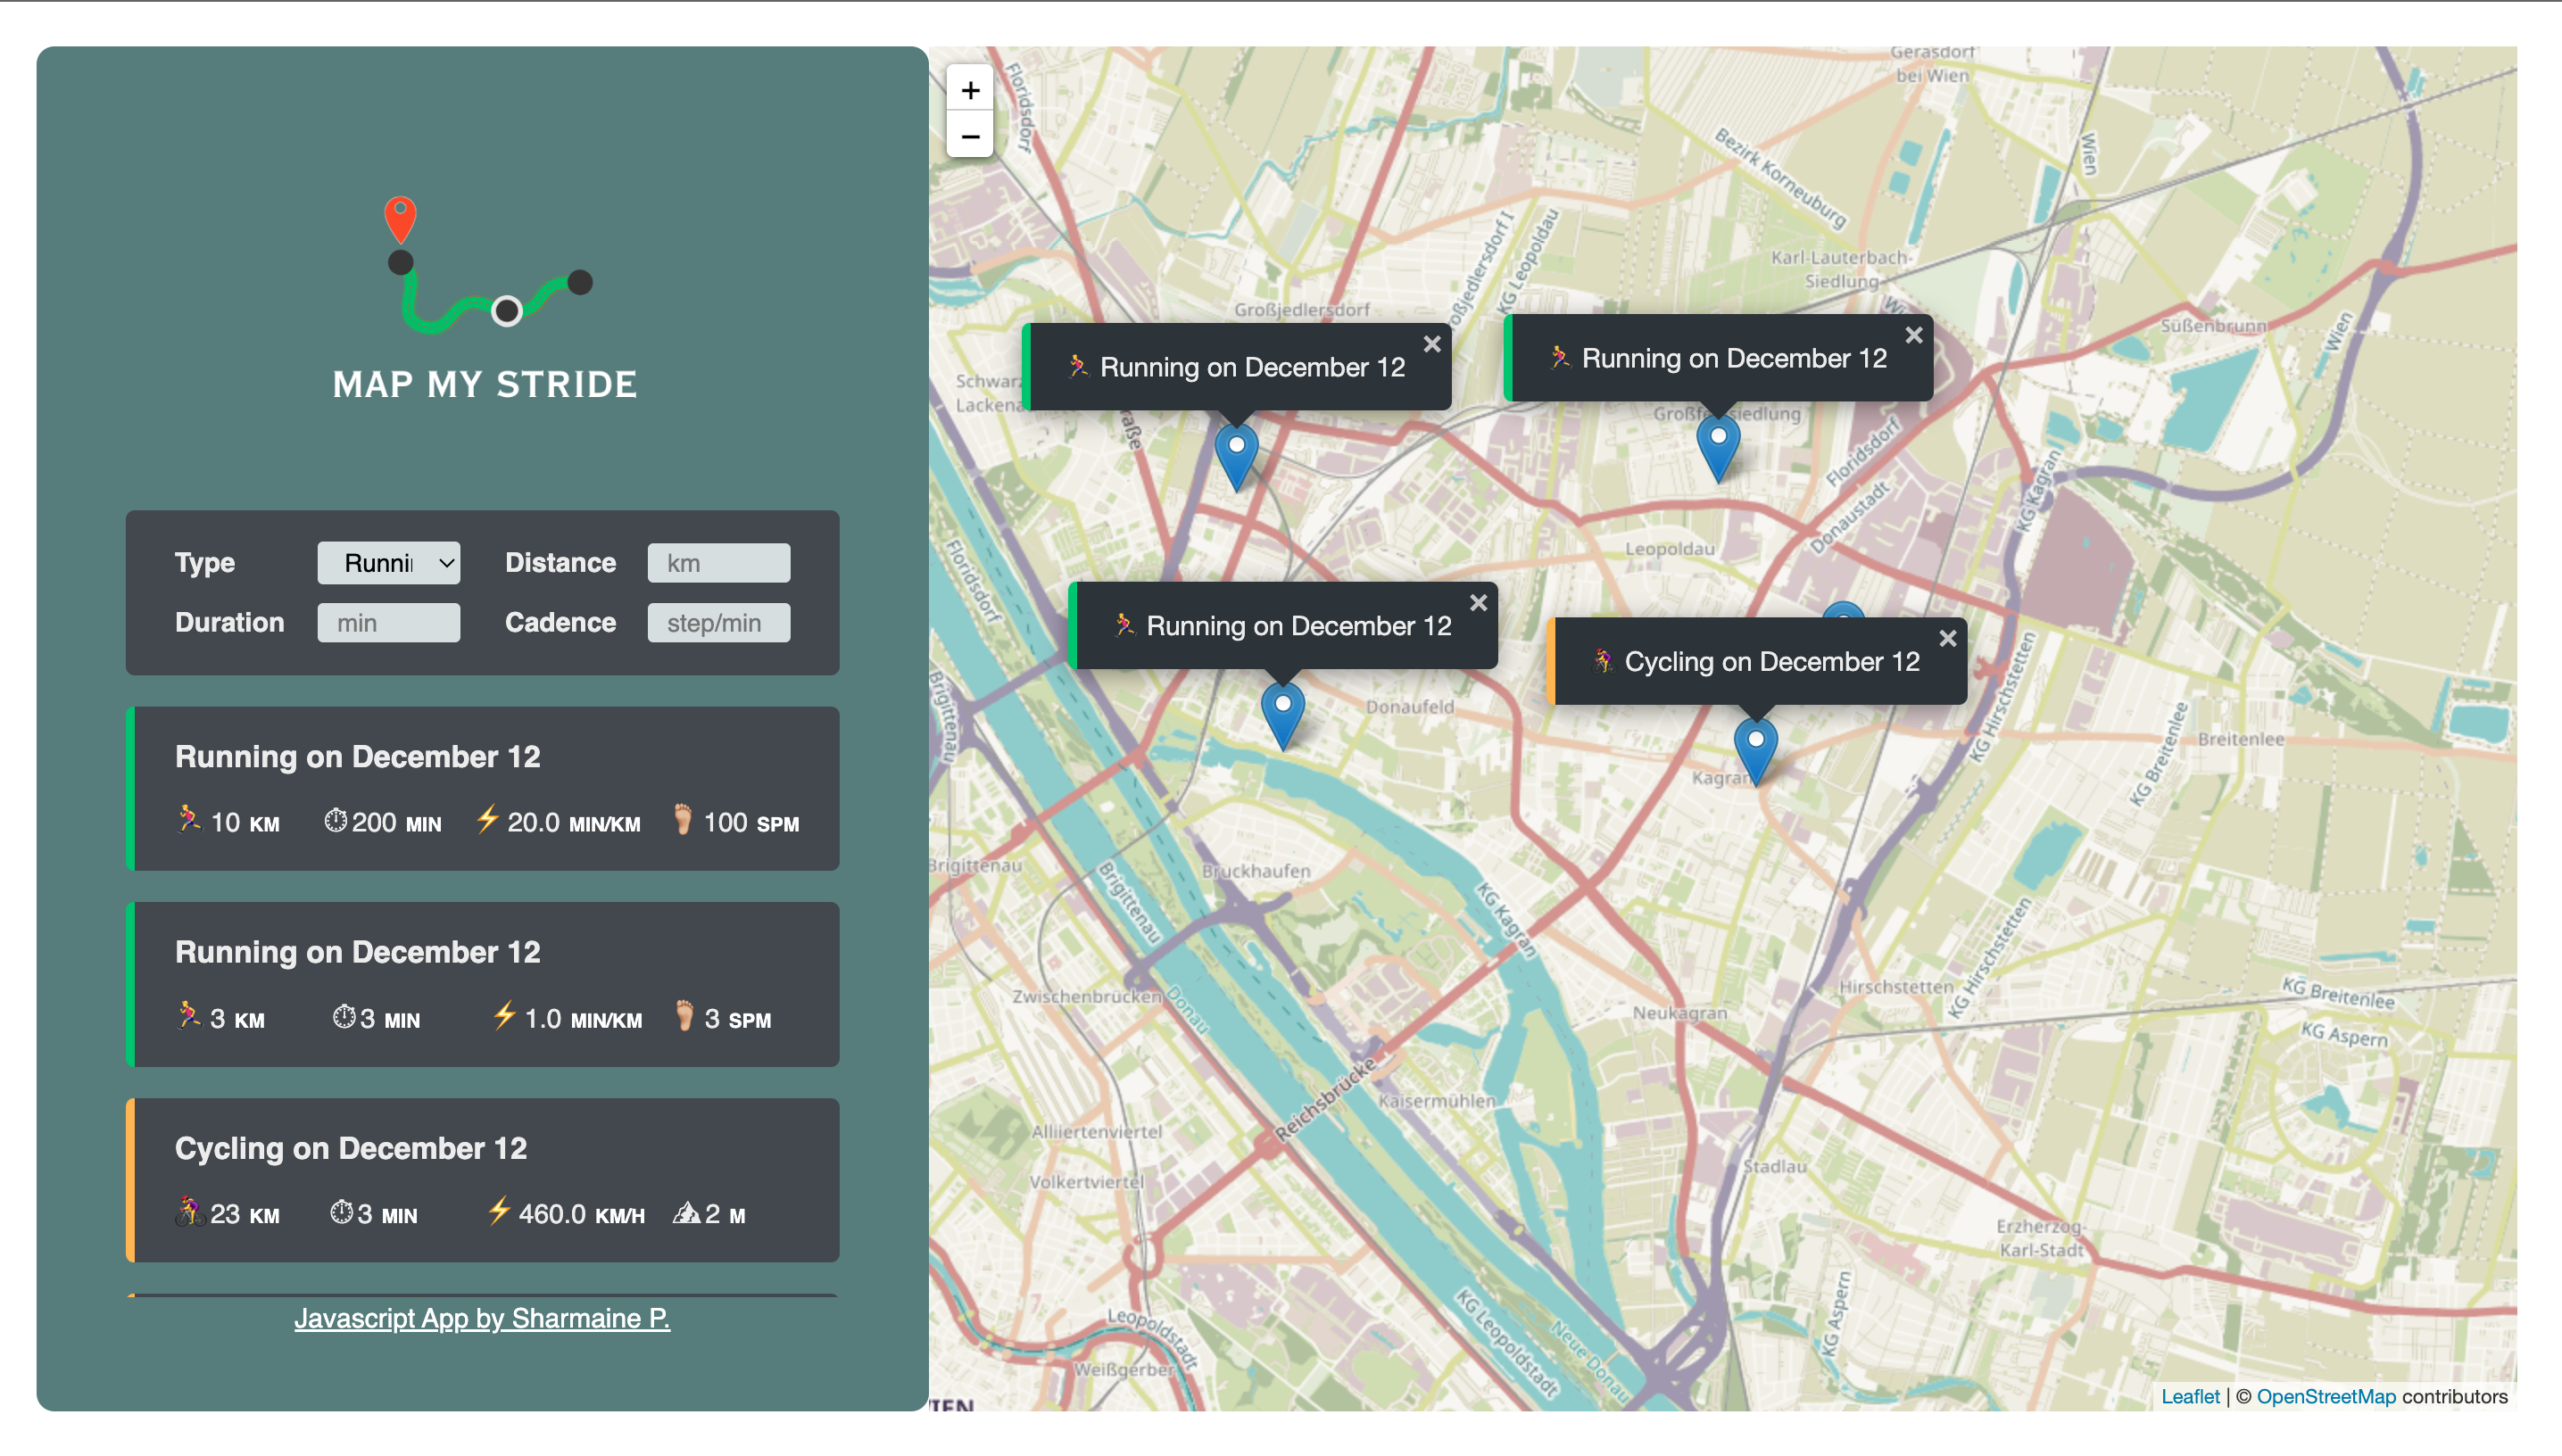 MAP MY STRIDE
Type
Runni
Distance
km
Duration
min
Cadence
step/min
Running on December 12
10 KM
200 MIN
20.0 MIN/KM
100 SPM
Running on December 12
3 KM
3 MIN
1.0 MIN/KM
3 SPM
Cycling on December 12
23 KM
3 MIN
460.0 KM/H
2 M
Javascript App by Sharmaine P.
+
−
Floridsdorf
Gerasdorf
bei Wien
Bezirk Korneuburg
Wien
Karl-Lauterbach-
Siedlung
Großjedlersdorf
Großjedlersdorf I
KG Leopoldau
Süßenbrunn
Wien
Running on December 12
×
Running on December 12
×
Floridsdorf
Donaustadt
KG Kagran
Leopoldau
Floridsdorf
Running on December 12
×
Cycling on December 12
×
Donaufeld
Kagran
KG Hirschstetten
KG Breitenlee
Breitenlee
Brigittenau
Brigittenau
Brigittenau
Bruckhaufen
KG Kagran
Zwischenbrücken
Donau
Neukagran
Hirschstetten
KG Hirschstetten
KG Breitenlee
KG Aspern
Reichsbrücke
Kaisermühlen
Alliiertenviertel
Volkertviertel
Stadlau
Erzherzog-
Karl-Stadt
KG Aspern
KG Leopoldstadt
Neue Donau
Leopoldstadt
Weißgerber
Leaflet | © OpenStreetMap contributors